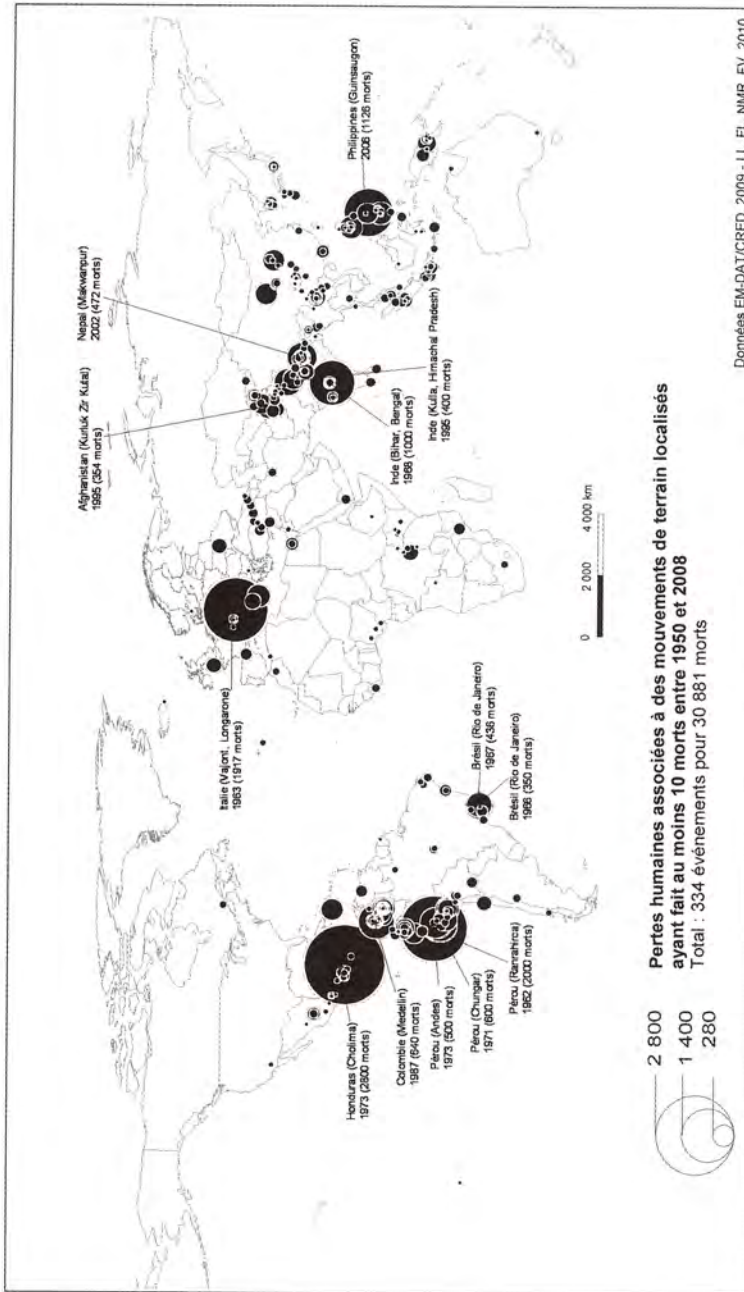 Afghanistan (Kurluk Zir Kutal)
1995 (354 morts)
Nepal (Makwanpur)
2002 (472 morts)
Philippines (Guinsaugon)
2006 (1126 morts)
Italie (Vajont, Longarone)
1963 (1917 morts)
Inde (Bihar, Bengal)
1968 (1000 morts)
Inde (Kulla, Himachal Pradesh)
1995 (400 morts)
Honduras (Choloma)
1973 (2800 morts)
Colombie (Medellin)
1987 (640 morts)
Pérou (Andes)
1973 (500 morts)
Pérou (Chungar)
1971 (600 morts)
Pérou (Ranrahirca)
1962 (2000 morts)
Brésil (Rio de Janeiro)
1967 (436 morts)
Brésil (Rio de Janeiro)
1966 (350 morts)
0 2 000 4 000 km
2 800
1 400
280
Pertes humaines associées à des mouvements de terrain localisés
ayant fait au moins 10 morts entre 1950 et 2008
Total : 334 événements pour 30 881 morts
Données EM-DAT/CRED, 2009 - LL, FL, NMR, FV, 2010